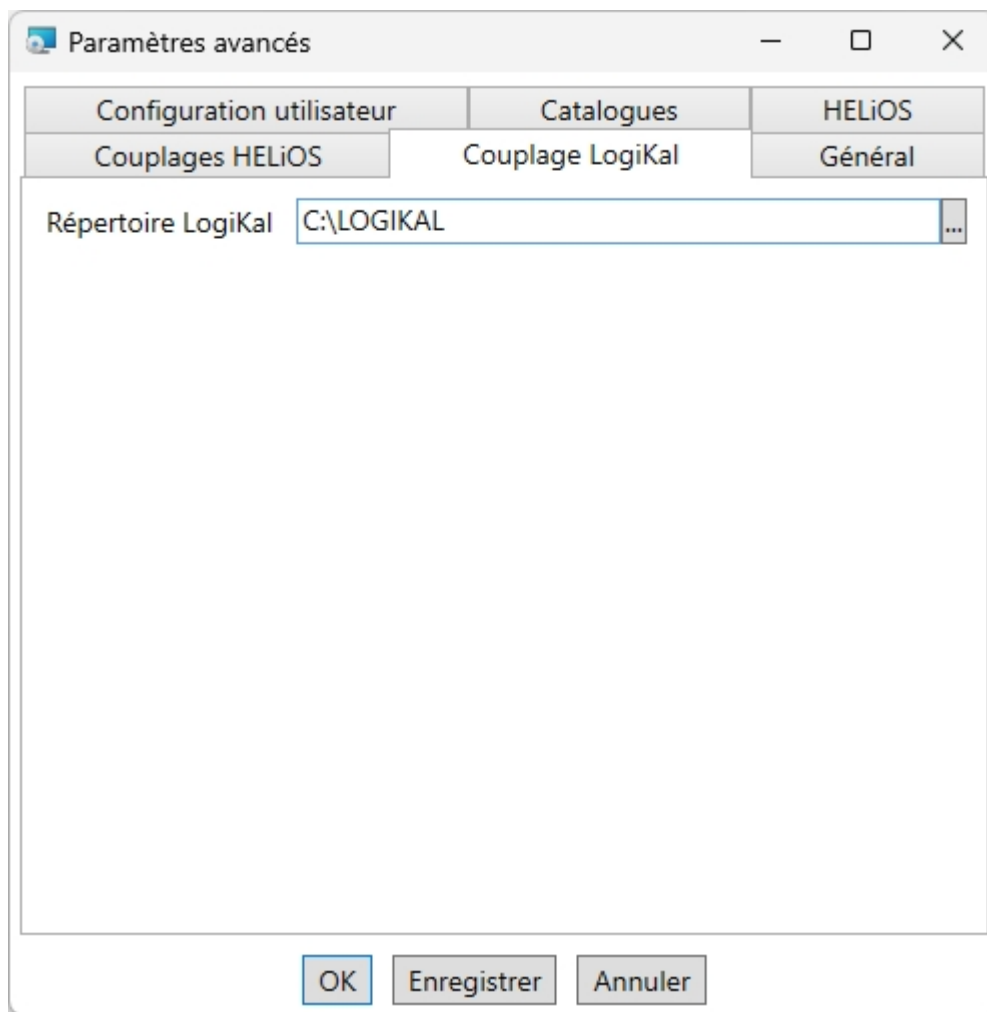 Paramètres avancés
Configuration utilisateur Catalogues HELiOS
Couplages HELiOS Couplage LogiKal Général
Répertoire LogiKal C:\LOGIKAL ...
OK Enregistrer Annuler